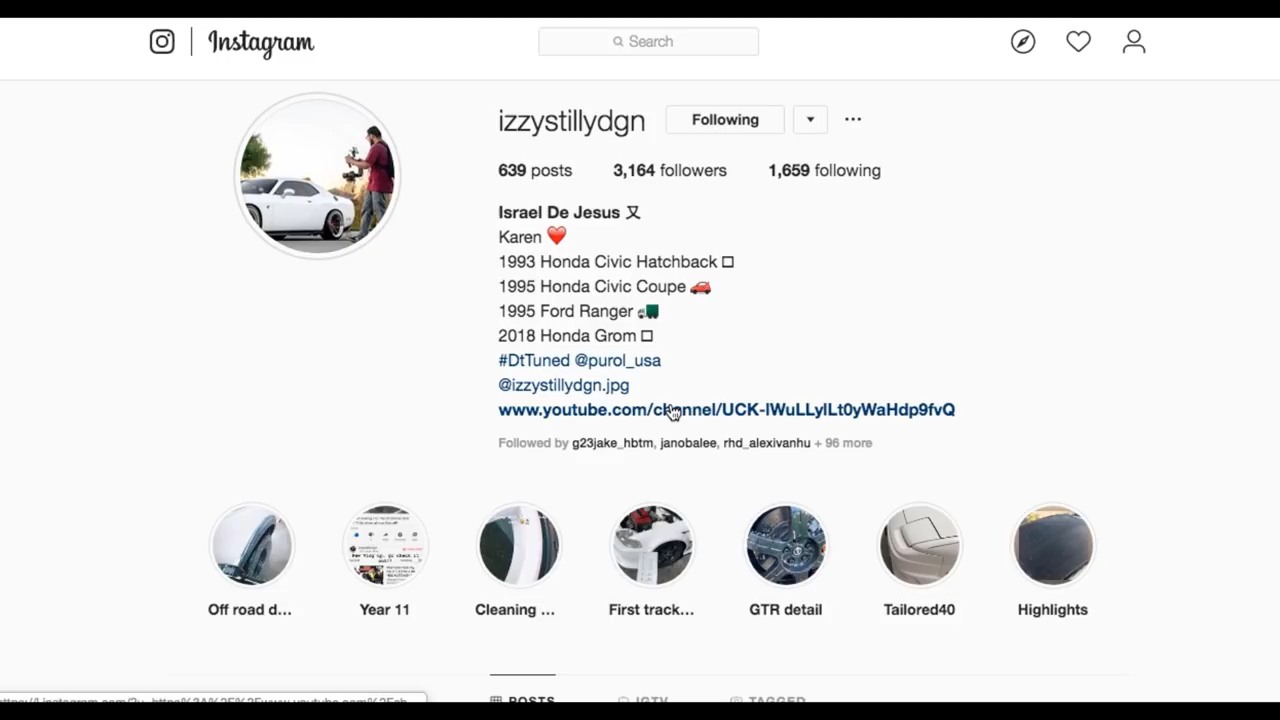 Instagram
Search
izzystillydgn Following
639 posts 3,164 followers 1,659 following
Israel De Jesus 又
Karen ❤️
1993 Honda Civic Hatchback □
1995 Honda Civic Coupe 🚗
1995 Ford Ranger 🚛
2018 Honda Grom □
#DtTuned @purol_usa
@izzystillydgn.jpg
www.youtube.com/channel/UCK-lWuLLylLt0yWaHdp9fvQ
Followed by g23jake_hbtm, janobalee, rhd_alexivanhu + 96 more
Off road d... Year 11 Cleaning ... First track... GTR detail Tailored40 Highlights
POSTS IGTV TAGGED